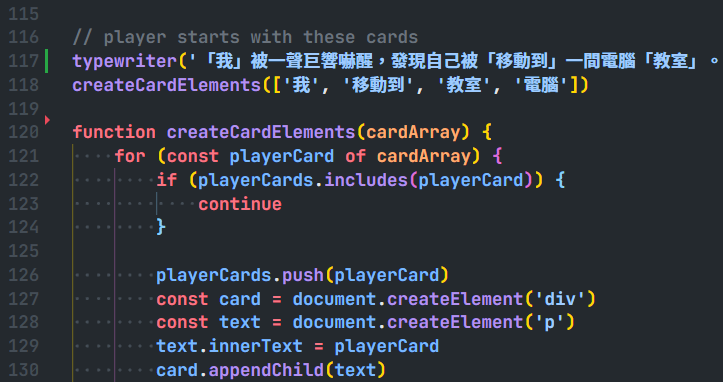 115
116 // player starts with these cards
117 typewriter('「我」被一聲巨響嚇醒，發現自己被「移動到」一間電腦「教室」。
118 createCardElements(['我', '移動到', '教室', '電腦'])
119
120 function createCardElements(cardArray) {
121     for (const playerCard of cardArray) {
122         if (playerCards.includes(playerCard)) {
123             continue
124         }
125
126         playerCards.push(playerCard)
127         const card = document.createElement('div')
128         const text = document.createElement('p')
129         text.innerText = playerCard
130         card.appendChild(text)